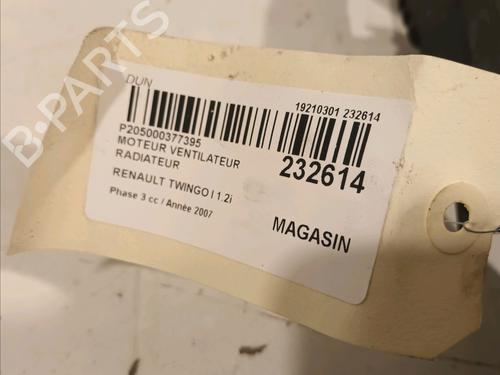 B-PARTS
DUN
19210301 232614
P205000377395
MOTEUR VENTILATEUR
RADIATEUR
232614
RENAULT TWINGO I 1.2i
Phase 3 cc / Année 2007
MAGASIN